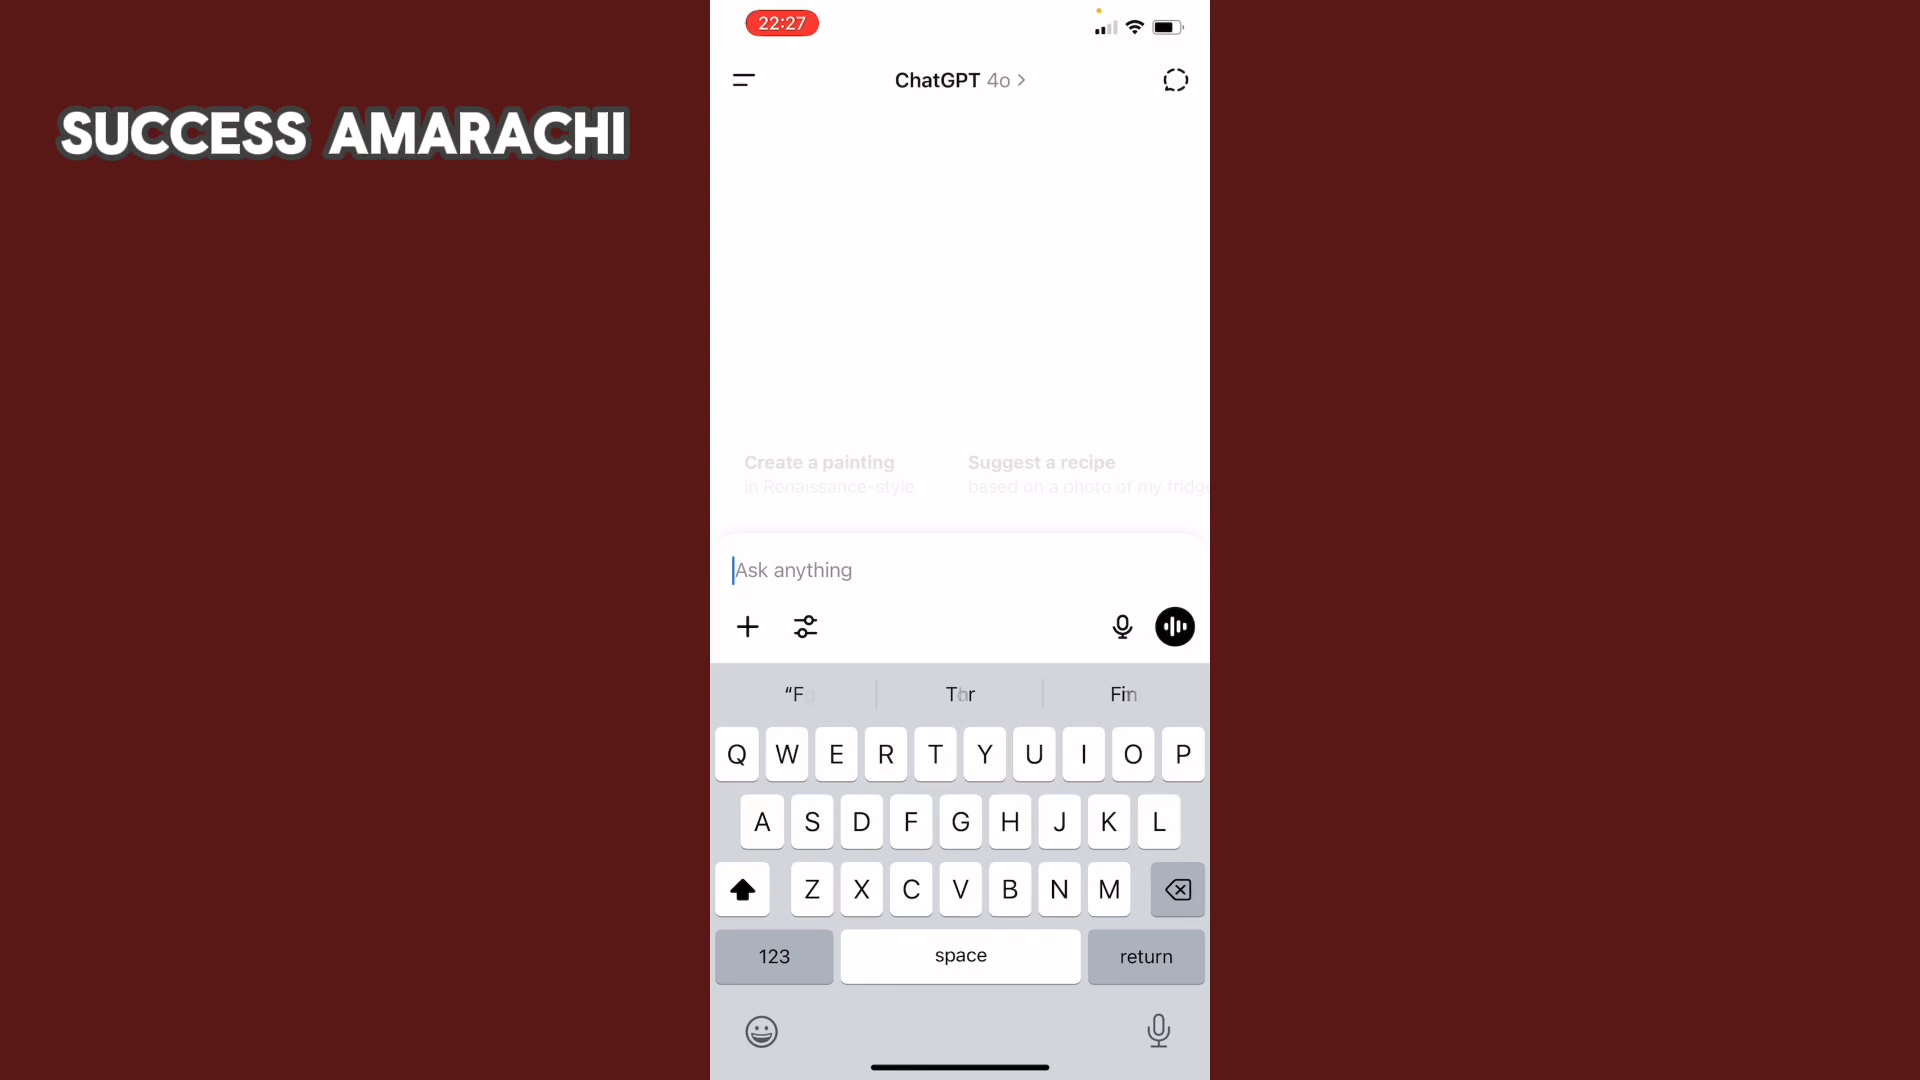 SUCCESS AMARACHI
22:27
ChatGPT 4o >
Create a painting
in Renaissance-style
Suggest a recipe
based on a photo of my fridge
Ask anything
Q W E R T Y U I O P
A S D F G H J K L
Z X C V B N M
123 space return